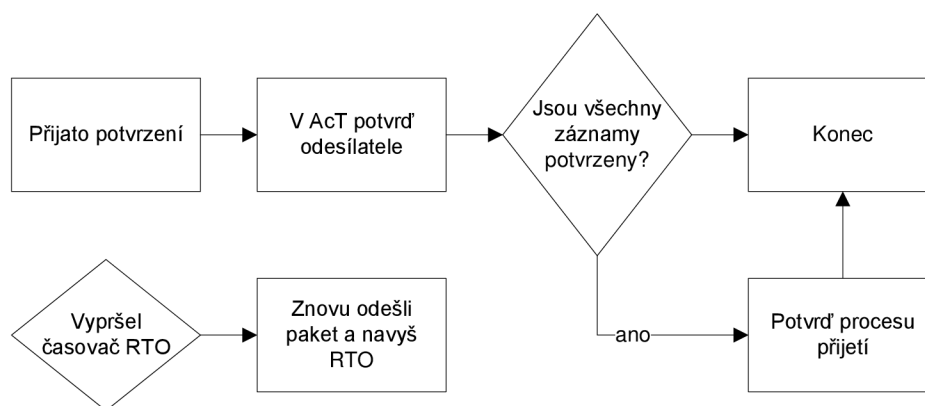 Přijato potvrzení
V AcT potvrď
odesílatele
Jsou všechny
záznamy
potvrzeny?
Konec
Vypršel
časovač RTO
Znovu odešli
paket a navyš
RTO
ano
Potvrď procesu
přijetí